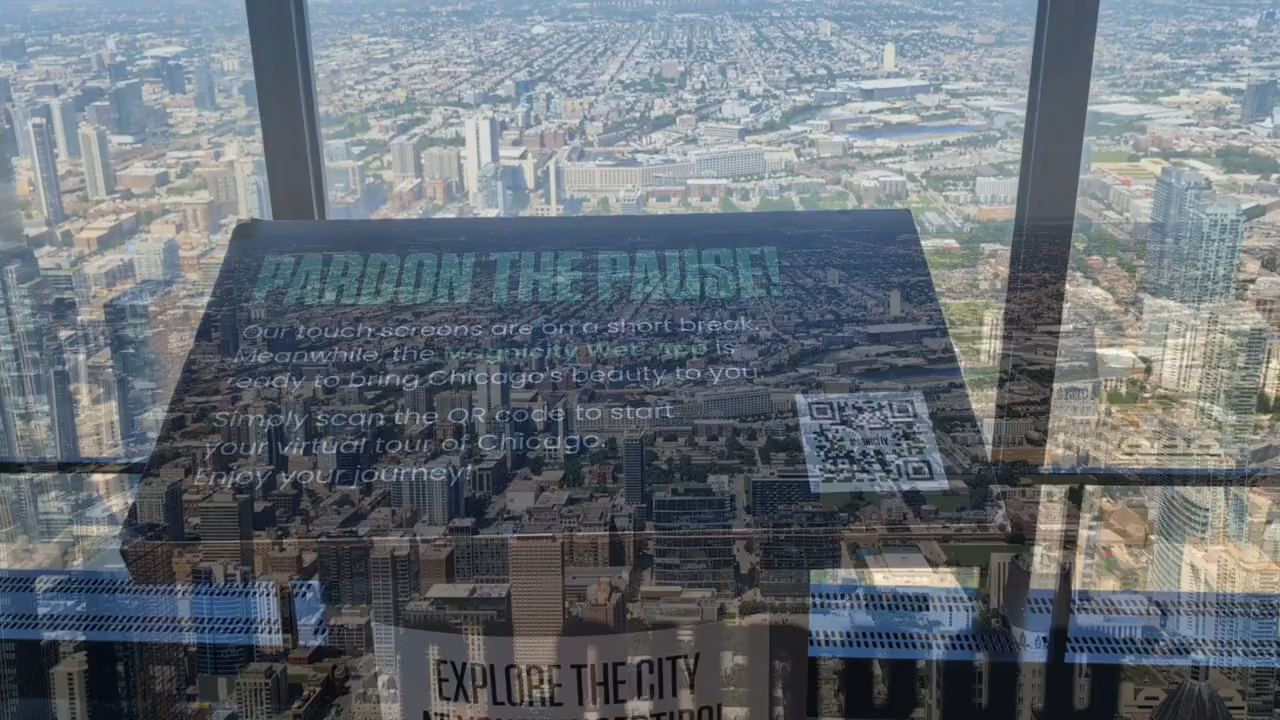 PARDON THE PAUSE!
Our touch screens are on a short break.
Meanwhile, the Magnicity Web App is
ready to bring Chicago's beauty to you
Simply scan the QR code to start
your virtual tour of Chicago.
Enjoy your journey!
MAGNICITY
EXPLORE THE CITY